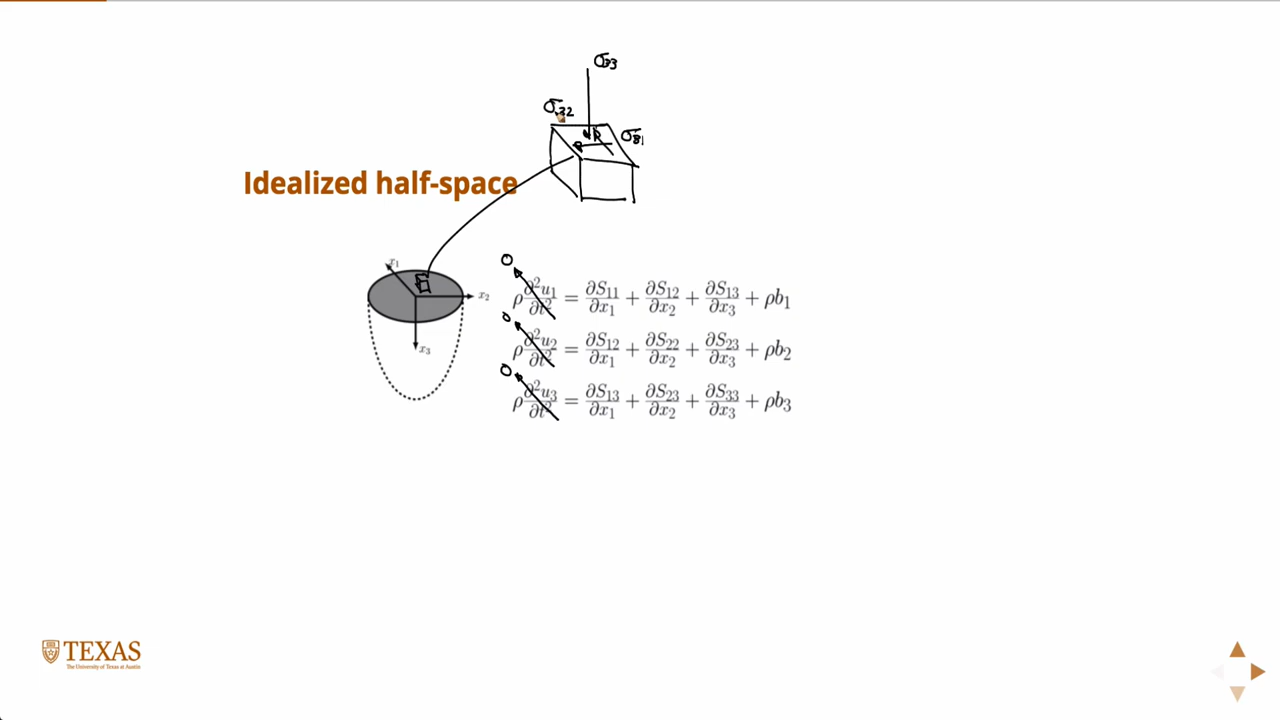 σ33
σ32
σ31
Idealized half-space
x1
x2
x3
0
ρ ∂²u₁/∂t² = ∂S₁₁/∂x₁ + ∂S₁₂/∂x₂ + ∂S₁₃/∂x₃ + ρb₁
0
ρ ∂²u₂/∂t² = ∂S₁₂/∂x₁ + ∂S₂₂/∂x₂ + ∂S₂₃/∂x₃ + ρb₂
0
ρ ∂²u₃/∂t² = ∂S₁₃/∂x₁ + ∂S₂₃/∂x₂ + ∂S₃₃/∂x₃ + ρb₃
TEXAS
The University of Texas at Austin